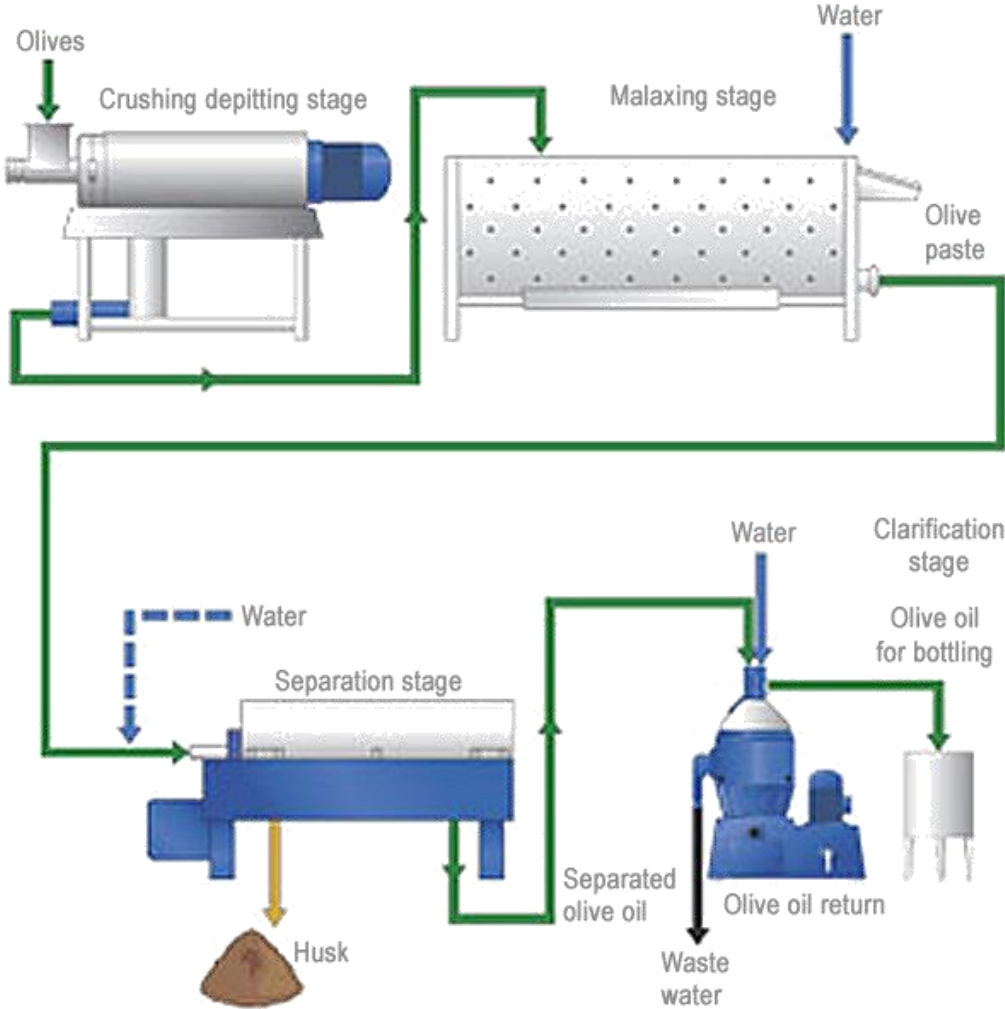 Olives
Water
Crushing depitting stage
Malaxing stage
Olive
paste
Water
Clarification
stage
Olive oil
for bottling
Water
Separation stage
Separated
olive oil
Olive oil return
Husk
Waste
water